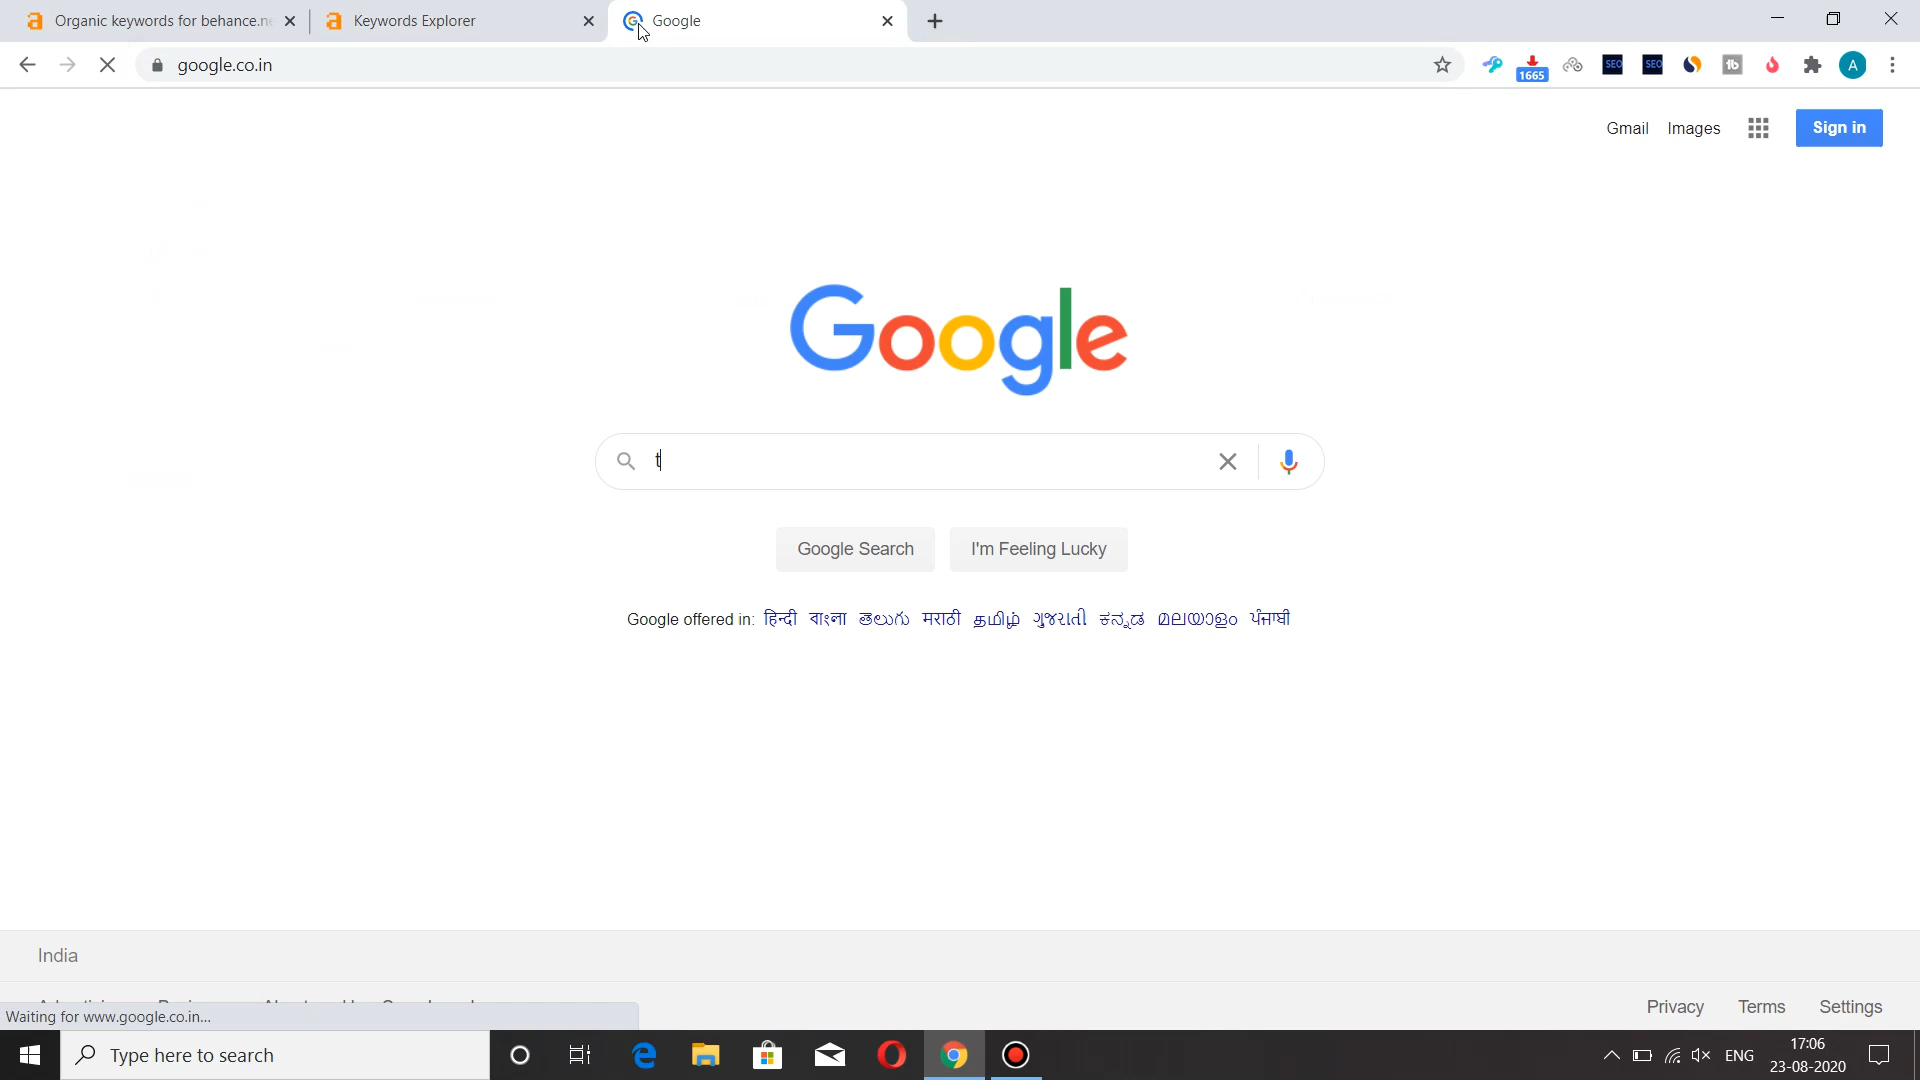 Organic keywords for behance.ne
Keywords Explorer
Google
google.co.in
1665
SEO
SEO
A
Gmail Images Sign in
Google
t
Google Search I'm Feeling Lucky
Google offered in: हिन्दी বাংলা తెలుగు मराठी தமிழ் ગુજરાતી ಕನ್ನಡ മലയാളം ਪੰਜਾਬੀ
India
Privacy Terms Settings
Waiting for www.google.co.in...
Type here to search
ENG
17:06
23-08-2020